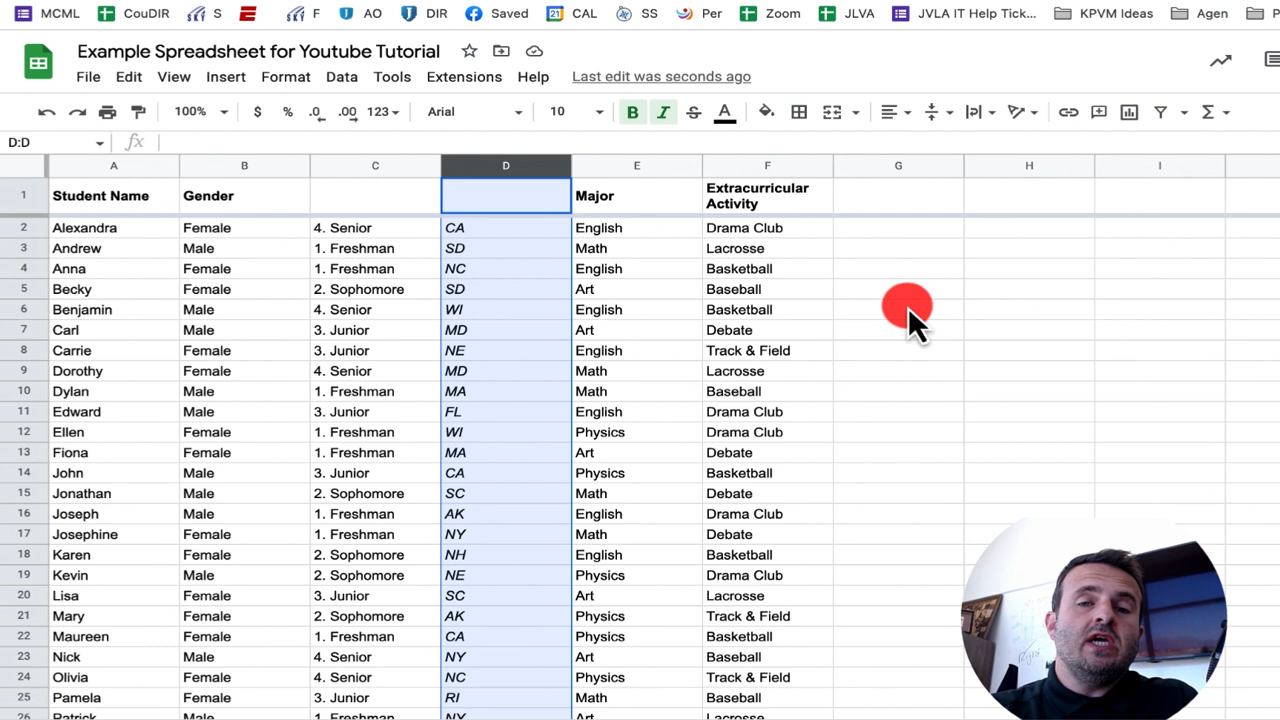 MCML CouDIR S F AO DIR Saved CAL SS Per Zoom JLVA JVLA IT Help Tick... KPVM Ideas Agen
Example Spreadsheet for Youtube Tutorial
File Edit View Insert Format Data Tools Extensions Help Last edit was seconds ago
100% $ % .0 .00 123 Arial 10 B I S A
D:D fx
A B C D E F G H I
1 Student Name Gender Major Extracurricular
Activity
2 Alexandra Female 4. Senior CA English Drama Club
3 Andrew Male 1. Freshman SD Math Lacrosse
4 Anna Female 1. Freshman NC English Basketball
5 Becky Female 2. Sophomore SD Art Baseball
6 Benjamin Male 4. Senior WI English Basketball
7 Carl Male 3. Junior MD Art Debate
8 Carrie Female 3. Junior NE English Track & Field
9 Dorothy Female 4. Senior MD Math Lacrosse
10 Dylan Male 1. Freshman MA Math Baseball
11 Edward Male 3. Junior FL English Drama Club
12 Ellen Female 1. Freshman WI Physics Drama Club
13 Fiona Female 1. Freshman MA Art Debate
14 John Male 3. Junior CA Physics Basketball
15 Jonathan Male 2. Sophomore SC Math Debate
16 Joseph Male 1. Freshman AK English Drama Club
17 Josephine Female 1. Freshman NY Math Debate
18 Karen Female 2. Sophomore NH English Basketball
19 Kevin Male 2. Sophomore NE Physics Drama Club
20 Lisa Female 3. Junior SC Art Lacrosse
21 Mary Female 2. Sophomore AK Physics Track & Field
22 Maureen Female 1. Freshman CA Physics Basketball
23 Nick Male 4. Senior NY Art Baseball
24 Olivia Female 4. Senior NC Physics Track & Field
25 Pamela Female 3. Junior RI Math Baseball
26 Patrick Male 1. Freshman NY Art Lacrosse